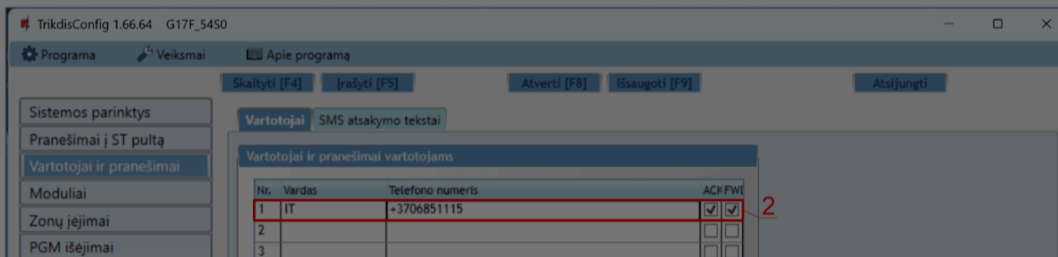 TrikdisConfig 1.66.64 G17F_54S0
Programa Veiksmai Apie programą
Skaityti [F4] Įrašyti [F5] Atverti [F8] Išsaugoti [F9] Atsijungti
Sistemos parinktys
Vartotojai SMS atsakymo tekstai
Pranešimai į ST pultą
Vartotojai ir pranešimai
Vartotojai ir pranešimai vartotojams
Moduliai
Nr. Vardas Telefono numeris ACK FWD
1 IT +3706851115 2
Zonų įėjimai
2
PGM išėjimai
3